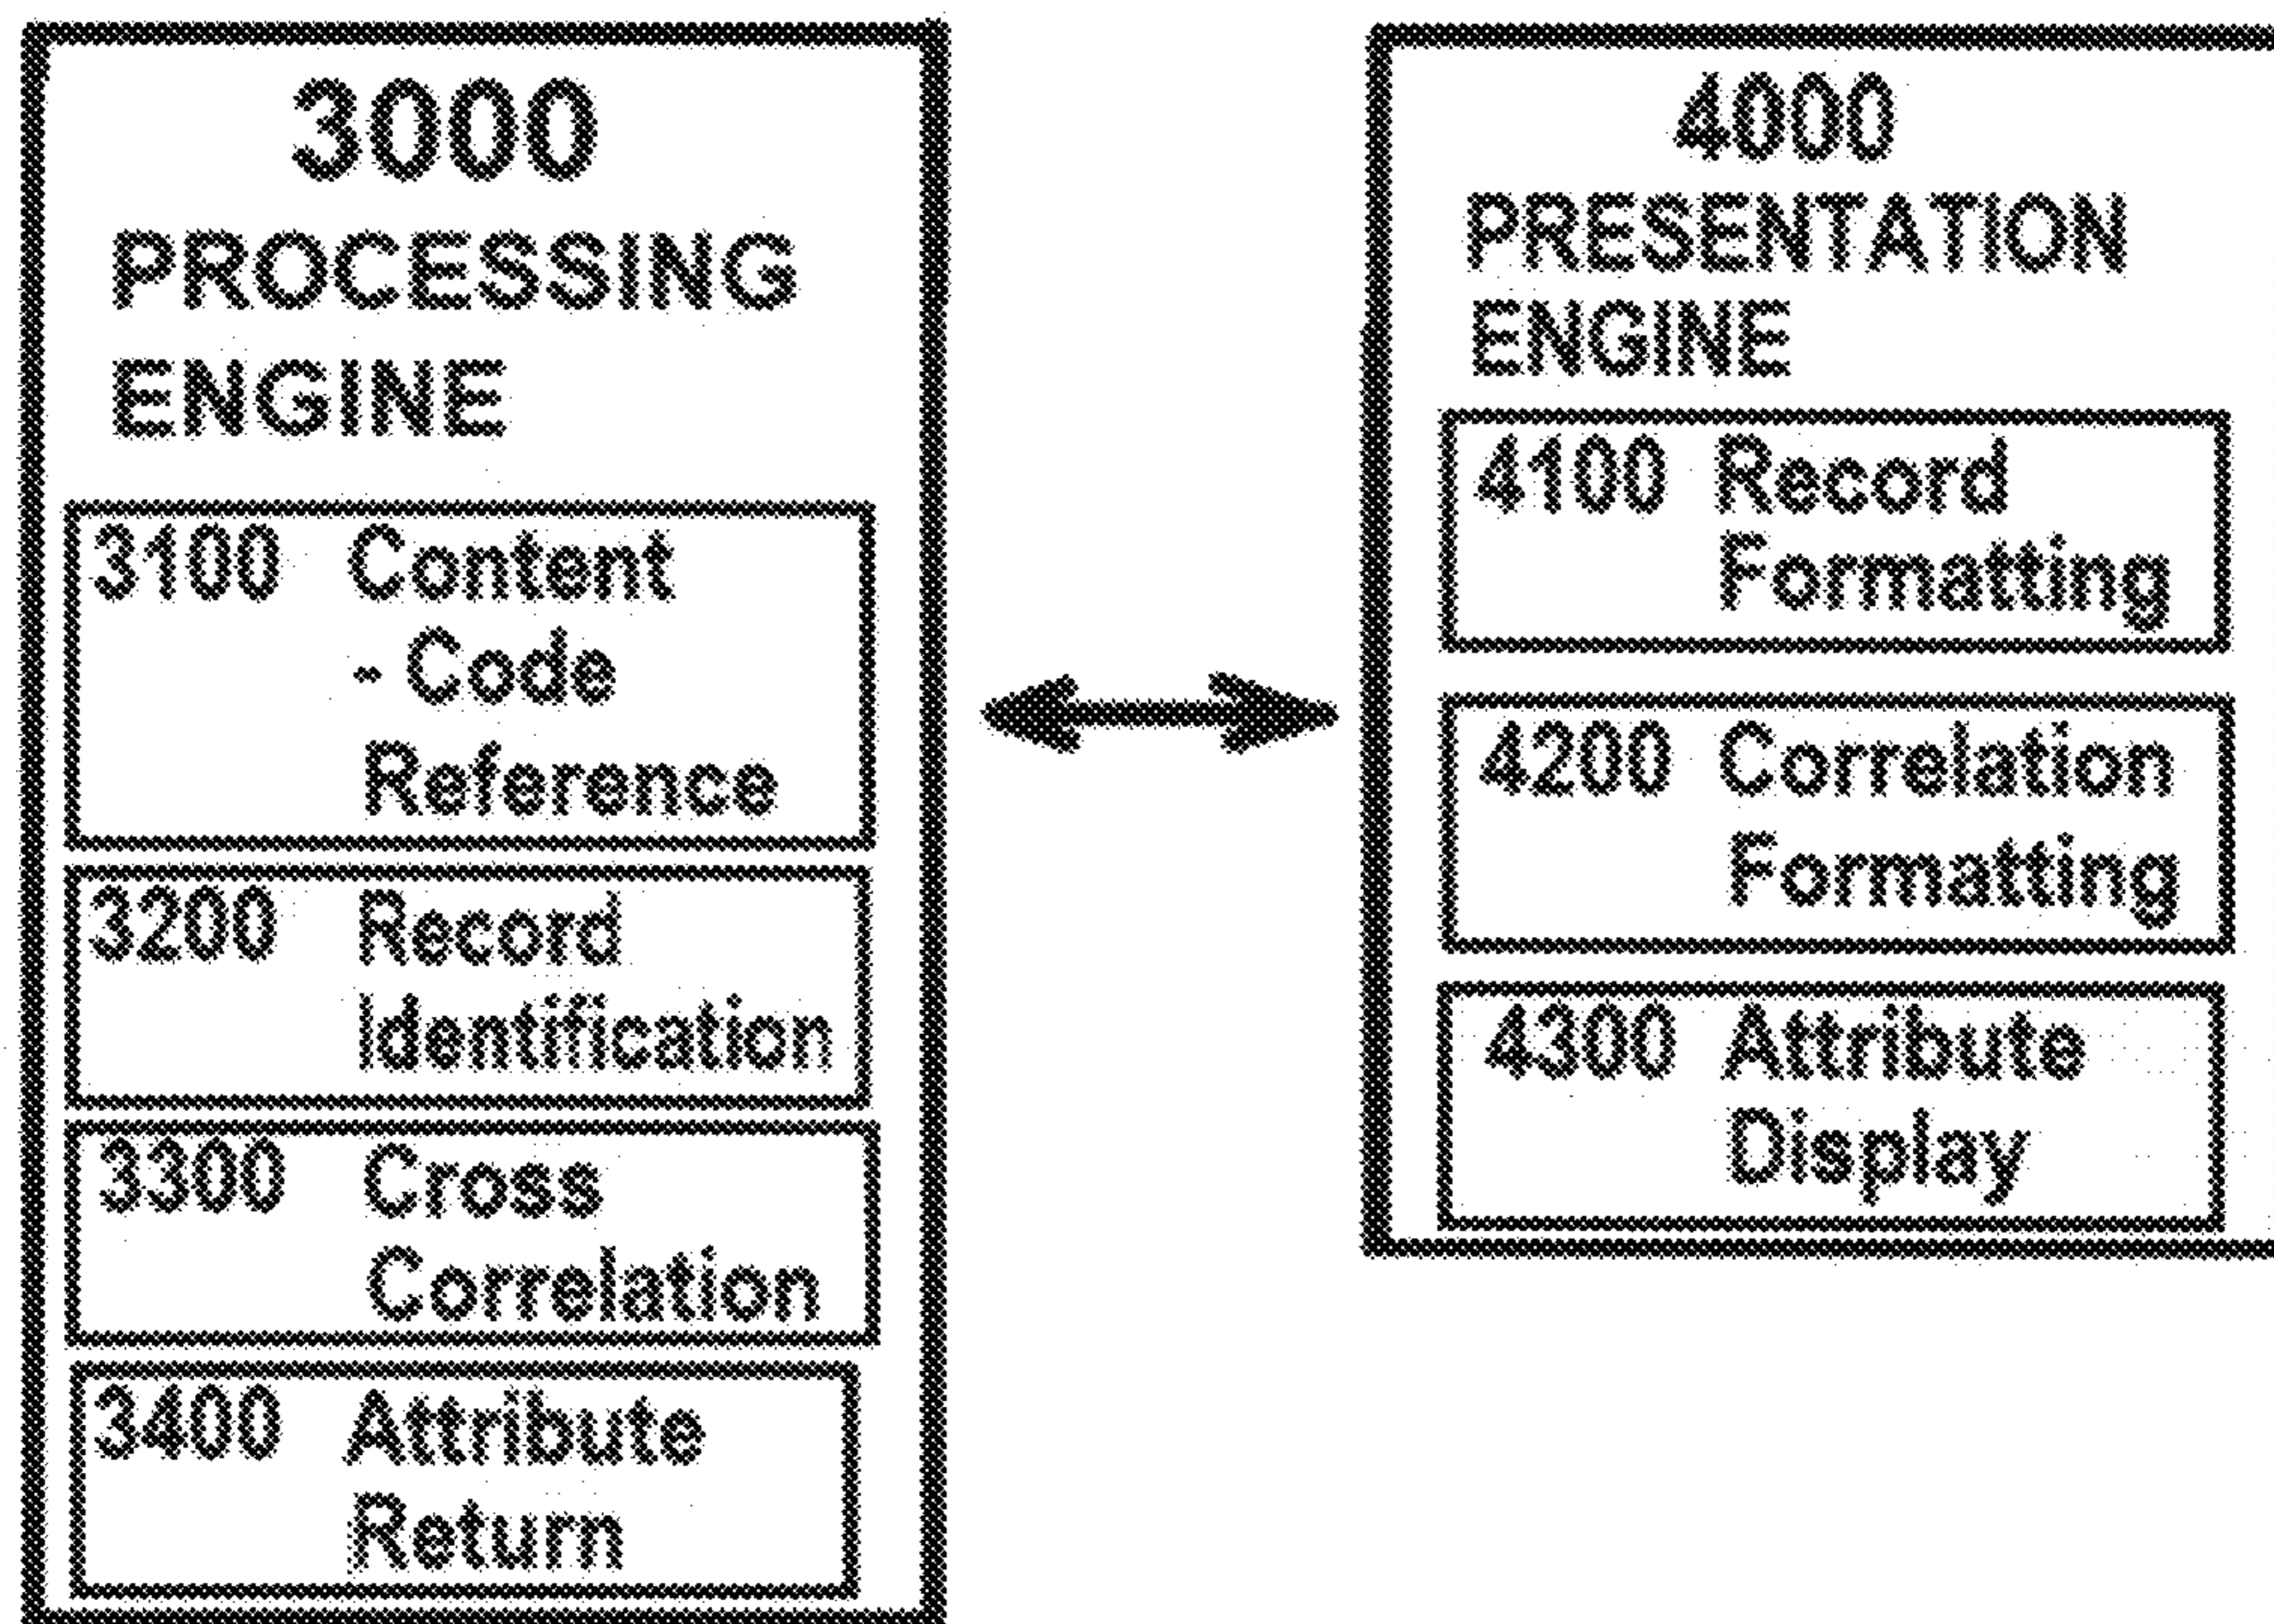 3000
PROCESSING
ENGINE
3100 Content
- Code
Reference
3200 Record
Identification
3300 Cross
Correlation
3400 Attribute
Return
4000
PRESENTATION
ENGINE
4100 Record
Formatting
4200 Correlation
Formatting
4300 Attribute
Display